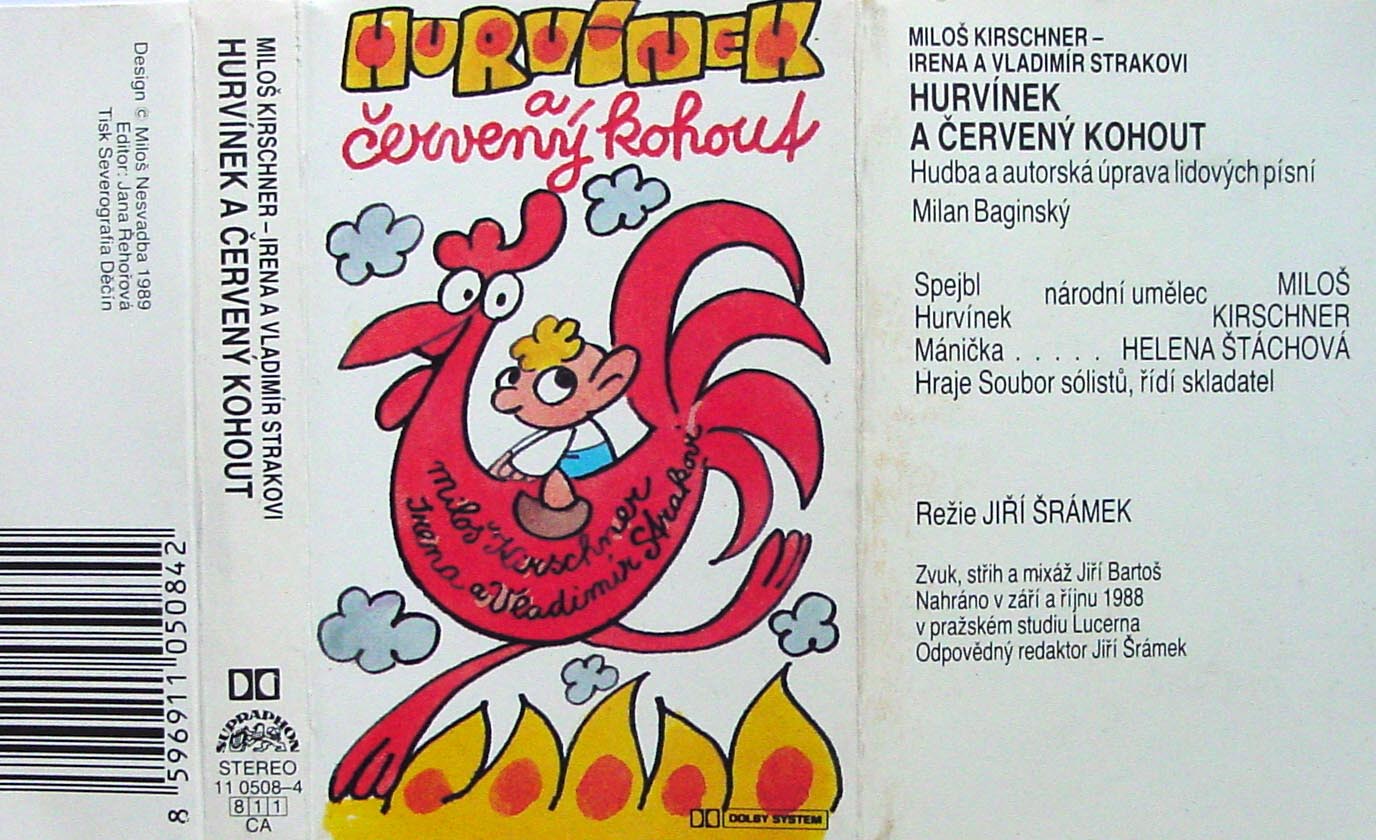 Design © Miloš Nesvadba 1989
Editor: Jana Řehořová
Tisk Severografia Děčín
8 596911 050842
MILOŠ KIRSCHNER – IRENA A VLADIMÍR STRAKOVI
HURVÍNEK A ČERVENÝ KOHOUT
SUPRAPHON
STEREO
11 0508–4
811
CA
HURVÍNEK
a
červený kohout
Miloš Kirschner
Irena a Vladimír Strakovi
DOLBY SYSTEM
MILOŠ KIRSCHNER –
IRENA A VLADIMÍR STRAKOVI
HURVÍNEK
A ČERVENÝ KOHOUT
Hudba a autorská úprava lidových písní
Milan Baginský
Spejbl národní umělec MILOŠ
Hurvínek KIRSCHNER
Mánička . . . . . HELENA ŠTÁCHOVÁ
Hraje Soubor sólistů, řídí skladatel
Režie JIŘÍ ŠRÁMEK
Zvuk, střih a mixáž Jiří Bartoš
Nahráno v září a říjnu 1988
v pražském studiu Lucerna
Odpovědný redaktor Jiří Šrámek